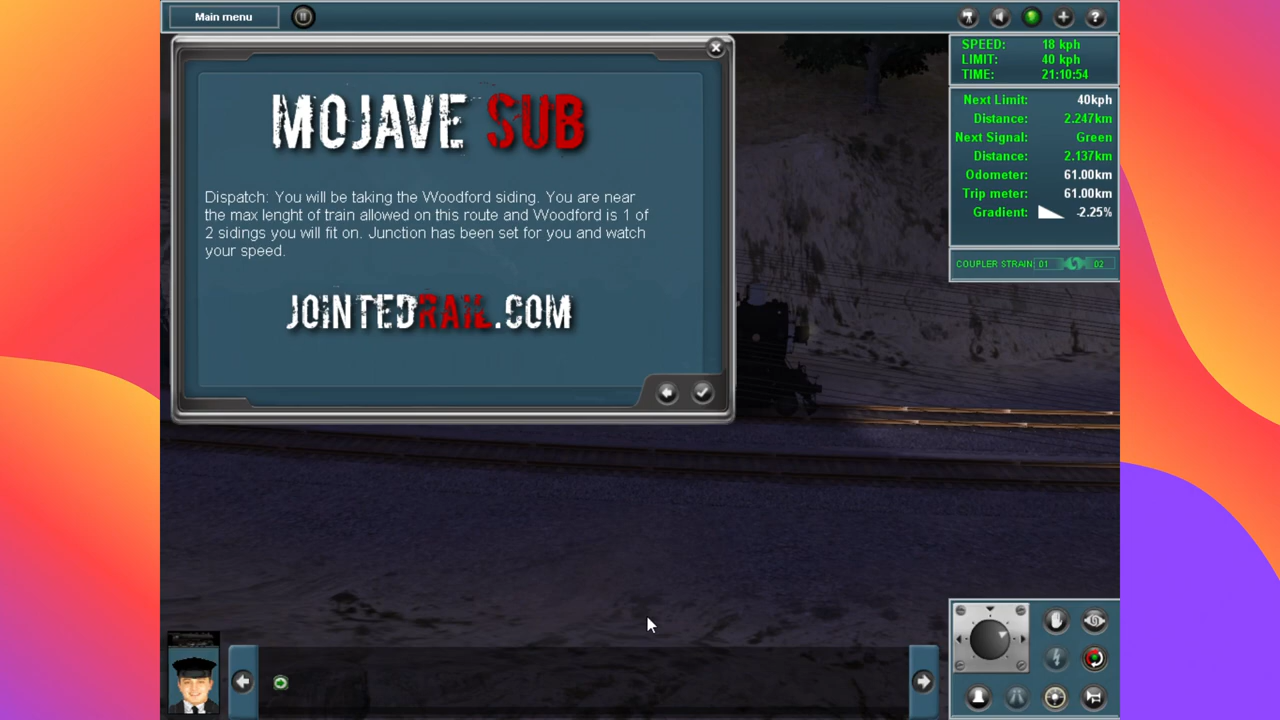 Main menu
MOJAVE SUB
Dispatch: You will be taking the Woodford siding. You are near
the max lenght of train allowed on this route and Woodford is 1 of
2 sidings you will fit on. Junction has been set for you and watch
your speed.
JOINTEDRAIL.COM
SPEED: 18 kph
LIMIT: 40 kph
TIME: 21:10:54
Next Limit: 40kph
Distance: 2.247km
Next Signal: Green
Distance: 2.137km
Odometer: 61.00km
Trip meter: 61.00km
Gradient: -2.25%
COUPLER STRAIN: 01 02